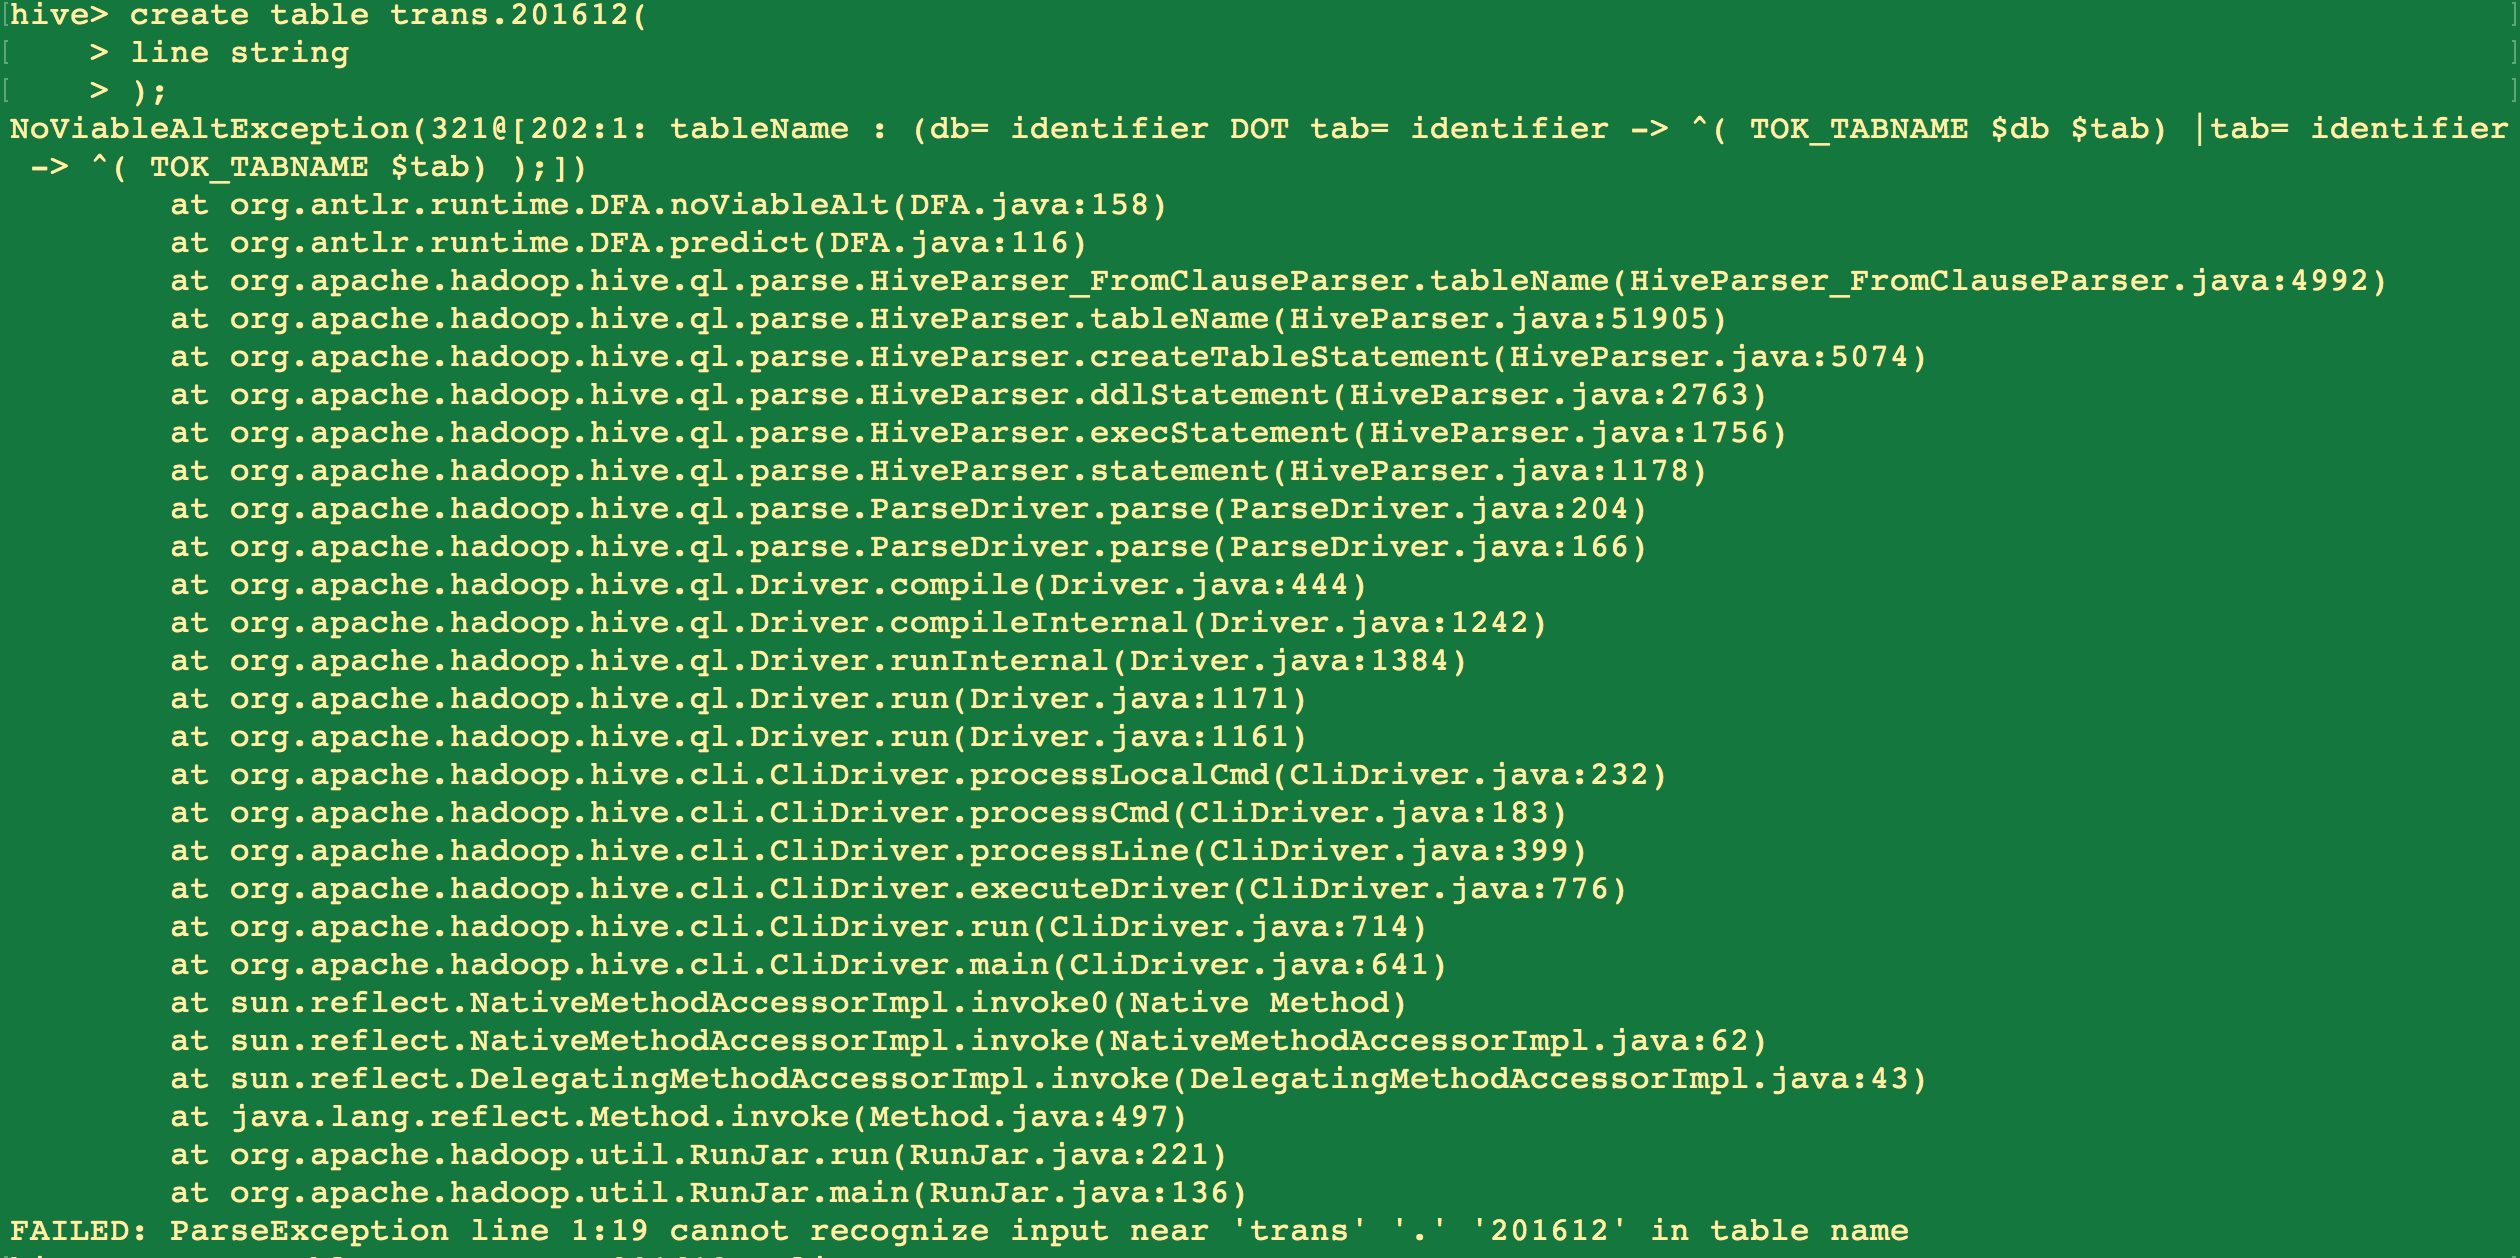 hive> create table trans.201612(
    > line string
    > );
NoViableAltException(321@[202:1: tableName : (db= identifier DOT tab= identifier -> ^( TOK_TABNAME $db $tab) |tab= identifier
 -> ^( TOK_TABNAME $tab) );])
        at org.antlr.runtime.DFA.noViableAlt(DFA.java:158)
        at org.antlr.runtime.DFA.predict(DFA.java:116)
        at org.apache.hadoop.hive.ql.parse.HiveParser_FromClauseParser.tableName(HiveParser_FromClauseParser.java:4992)
        at org.apache.hadoop.hive.ql.parse.HiveParser.tableName(HiveParser.java:51905)
        at org.apache.hadoop.hive.ql.parse.HiveParser.createTableStatement(HiveParser.java:5074)
        at org.apache.hadoop.hive.ql.parse.HiveParser.ddlStatement(HiveParser.java:2763)
        at org.apache.hadoop.hive.ql.parse.HiveParser.execStatement(HiveParser.java:1756)
        at org.apache.hadoop.hive.ql.parse.HiveParser.statement(HiveParser.java:1178)
        at org.apache.hadoop.hive.ql.parse.ParseDriver.parse(ParseDriver.java:204)
        at org.apache.hadoop.hive.ql.parse.ParseDriver.parse(ParseDriver.java:166)
        at org.apache.hadoop.hive.ql.Driver.compile(Driver.java:444)
        at org.apache.hadoop.hive.ql.Driver.compileInternal(Driver.java:1242)
        at org.apache.hadoop.hive.ql.Driver.runInternal(Driver.java:1384)
        at org.apache.hadoop.hive.ql.Driver.run(Driver.java:1171)
        at org.apache.hadoop.hive.ql.Driver.run(Driver.java:1161)
        at org.apache.hadoop.hive.cli.CliDriver.processLocalCmd(CliDriver.java:232)
        at org.apache.hadoop.hive.cli.CliDriver.processCmd(CliDriver.java:183)
        at org.apache.hadoop.hive.cli.CliDriver.processLine(CliDriver.java:399)
        at org.apache.hadoop.hive.cli.CliDriver.executeDriver(CliDriver.java:776)
        at org.apache.hadoop.hive.cli.CliDriver.run(CliDriver.java:714)
        at org.apache.hadoop.hive.cli.CliDriver.main(CliDriver.java:641)
        at sun.reflect.NativeMethodAccessorImpl.invoke0(Native Method)
        at sun.reflect.NativeMethodAccessorImpl.invoke(NativeMethodAccessorImpl.java:62)
        at sun.reflect.DelegatingMethodAccessorImpl.invoke(DelegatingMethodAccessorImpl.java:43)
        at java.lang.reflect.Method.invoke(Method.java:497)
        at org.apache.hadoop.util.RunJar.run(RunJar.java:221)
        at org.apache.hadoop.util.RunJar.main(RunJar.java:136)
FAILED: ParseException line 1:19 cannot recognize input near 'trans' '.' '201612' in table name